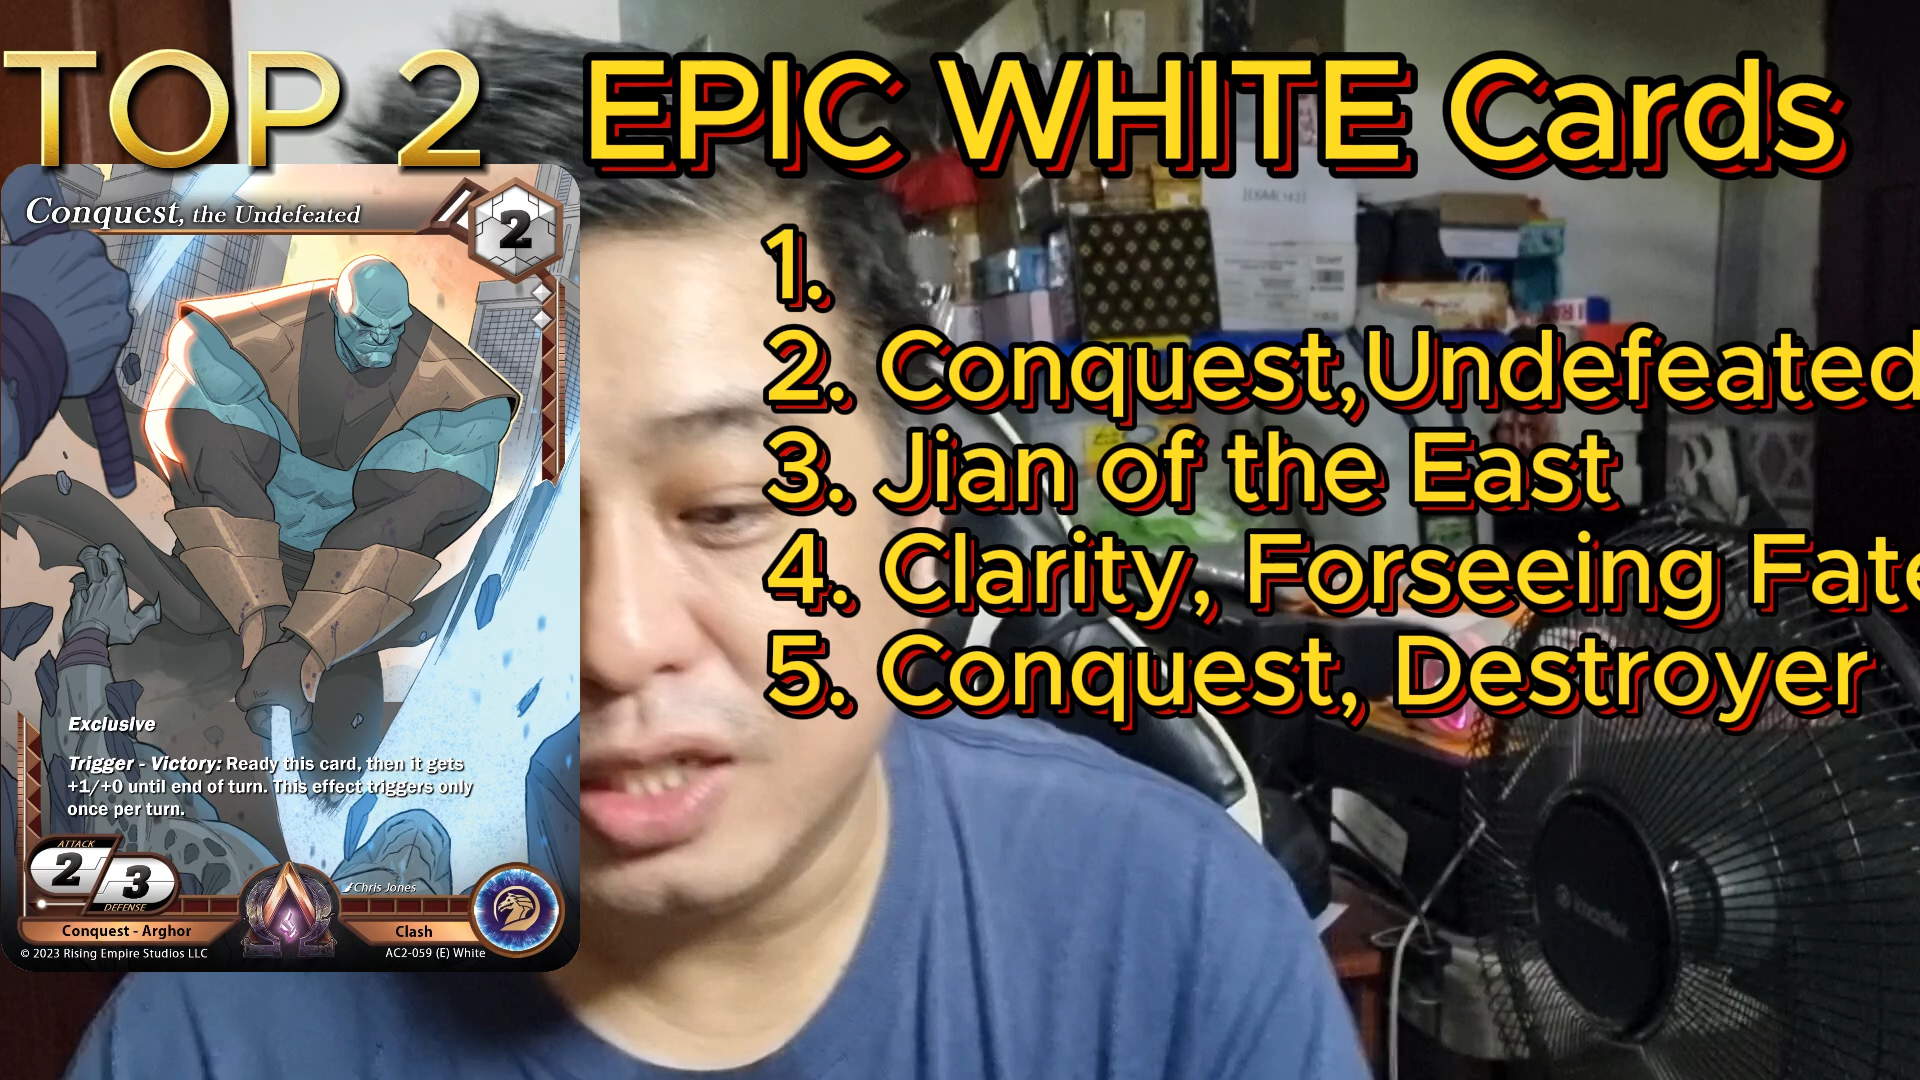 TOP 2 EPIC WHITE Cards
Conquest, the Undefeated
2
1.
2. Conquest,Undefeated
3. Jian of the East
4. Clarity, Forseeing Fate
5. Conquest, Destroyer
Exclusive
Trigger - Victory: Ready this card, then it gets
+1/+0 until end of turn. This effect triggers only
once per turn.
ATTACK
2
3
DEFENSE
Chris Jones
Conquest - Arghor
Clash
© 2023 Rising Empire Studios LLC
AC2-059 (E) White